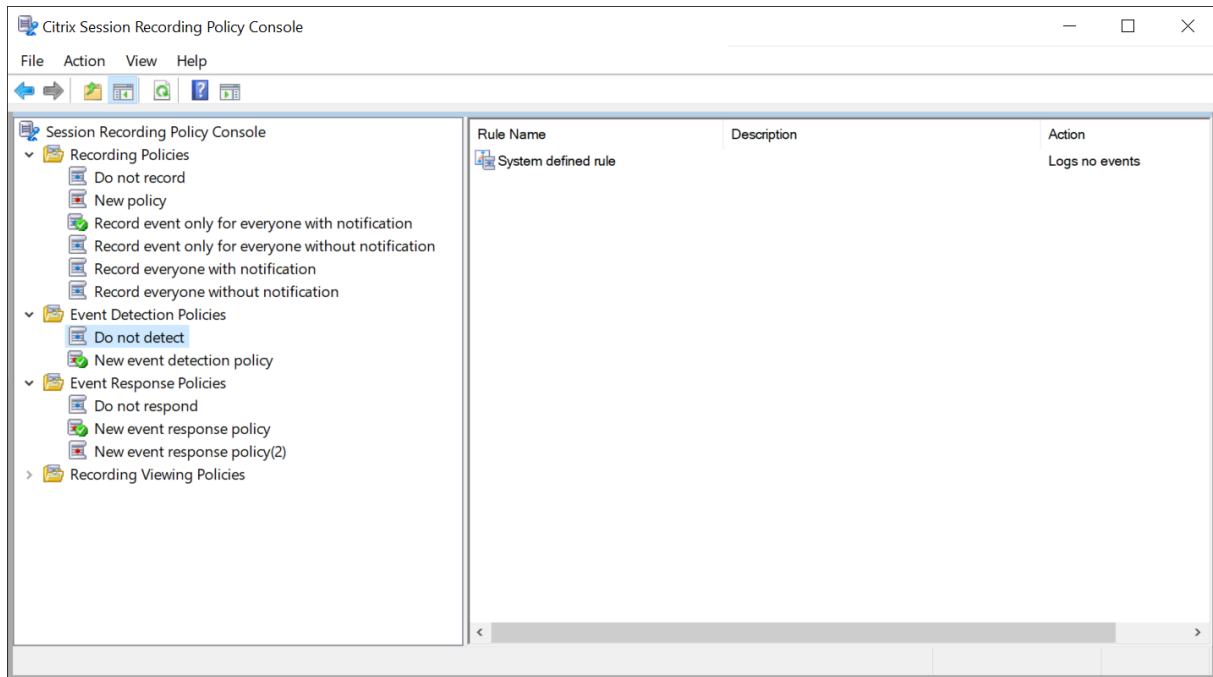 Citrix Session Recording Policy Console
File Action View Help
Session Recording Policy Console
Recording Policies
Do not record
New policy
Record event only for everyone with notification
Record event only for everyone without notification
Record everyone with notification
Record everyone without notification
Event Detection Policies
Do not detect
New event detection policy
Event Response Policies
Do not respond
New event response policy
New event response policy(2)
Recording Viewing Policies
Rule Name Description Action
System defined rule Logs no events